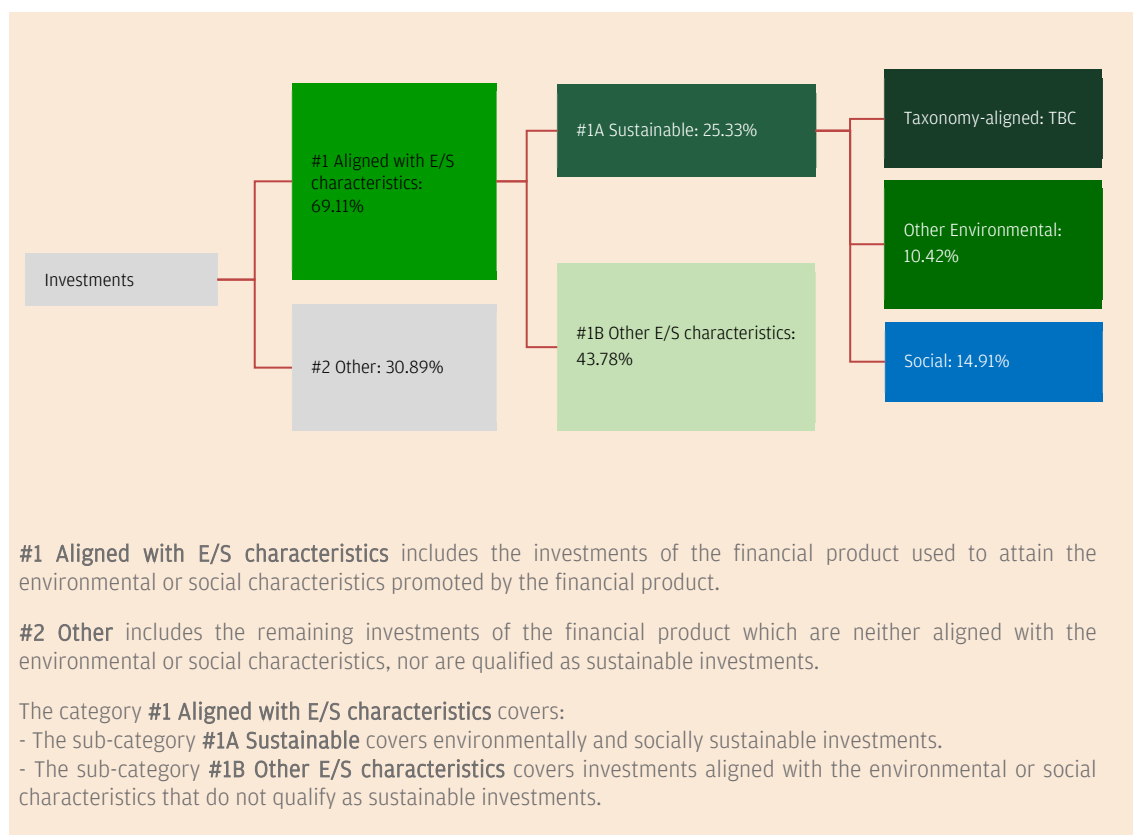 Investments
#1 Aligned with E/S
characteristics:
69.11%
#2 Other: 30.89%
#1A Sustainable: 25.33%
#1B Other E/S characteristics:
43.78%
Taxonomy-aligned: TBC
Other Environmental:
10.42%
Social: 14.91%
#1 Aligned with E/S characteristics includes the investments of the financial product used to attain the
environmental or social characteristics promoted by the financial product.
#2 Other includes the remaining investments of the financial product which are neither aligned with the
environmental or social characteristics, nor are qualified as sustainable investments.
The category #1 Aligned with E/S characteristics covers:
- The sub-category #1A Sustainable covers environmentally and socially sustainable investments.
- The sub-category #1B Other E/S characteristics covers investments aligned with the environmental or social
characteristics that do not qualify as sustainable investments.